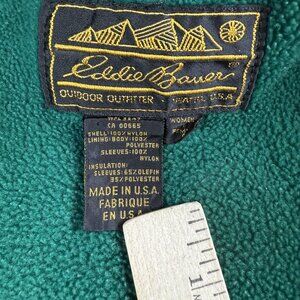 Eddie Bauer
OUTDOOR OUTFITTER
U.S.A.
WOMEN
CA 00665
SHELL:100% NYLON
LINING:BODY:100%
POLYESTER
SLEEVES:100%
NYLON
INSULATION:
SLEEVES:65% OLEFIN
35% POLYESTER
MADE IN U.S.A.
FABRIQUE
EN U.S.A.